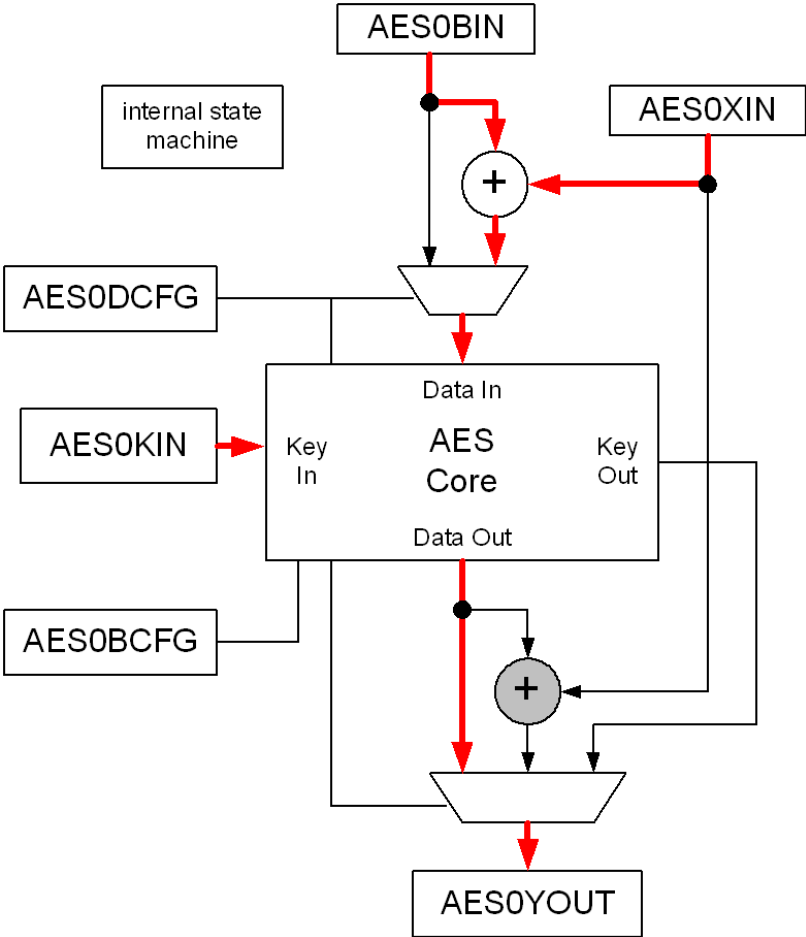 AES0BIN
internal state
machine
AES0XIN
+
AES0DCFG
Data In
AES0KIN
Key
In
AES
Core
Key
Out
Data Out
AES0BCFG
+
AES0YOUT